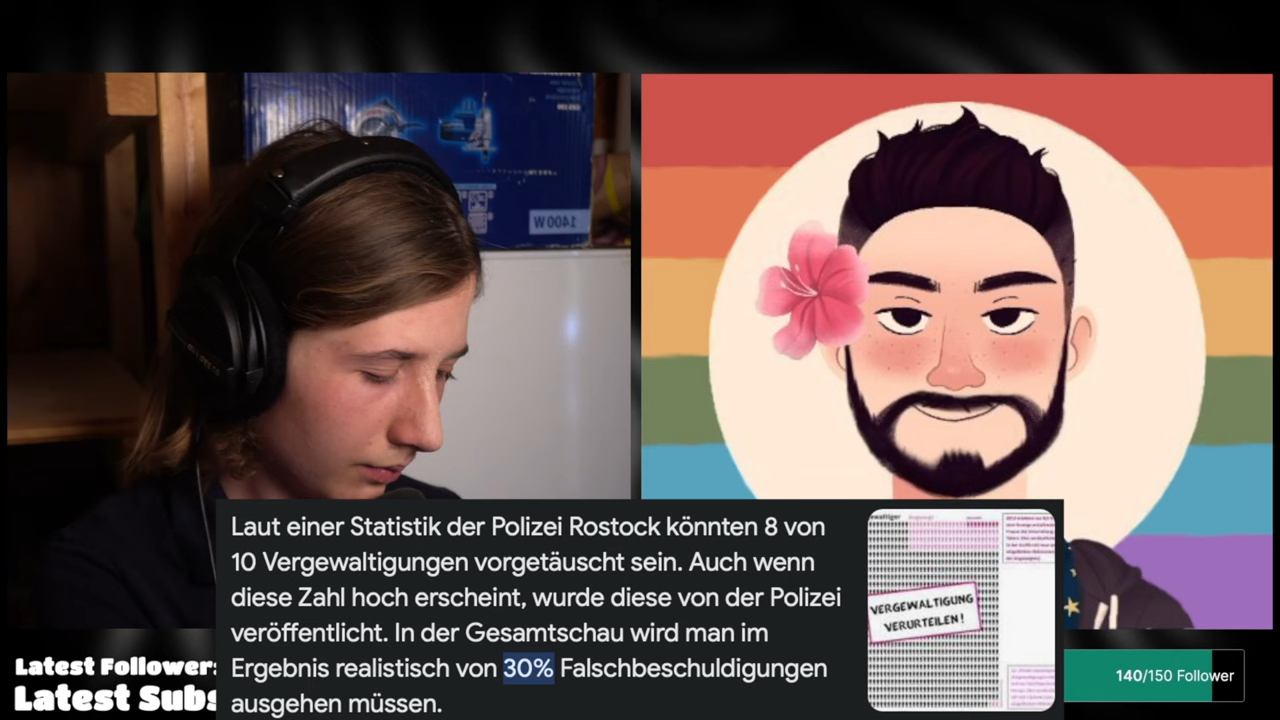 1400 W
Laut einer Statistik der Polizei Rostock könnten 8 von
10 Vergewaltigungen vorgetäuscht sein. Auch wenn
diese Zahl hoch erscheint, wurde diese von der Polizei
veröffentlicht. In der Gesamtschau wird man im
Ergebnis realistisch von 30% Falschbeschuldigungen
ausgehen müssen.
VERGEWALTIGUNG
VERURTEILEN!
Latest Followers
Latest Subs
140/150 Follower